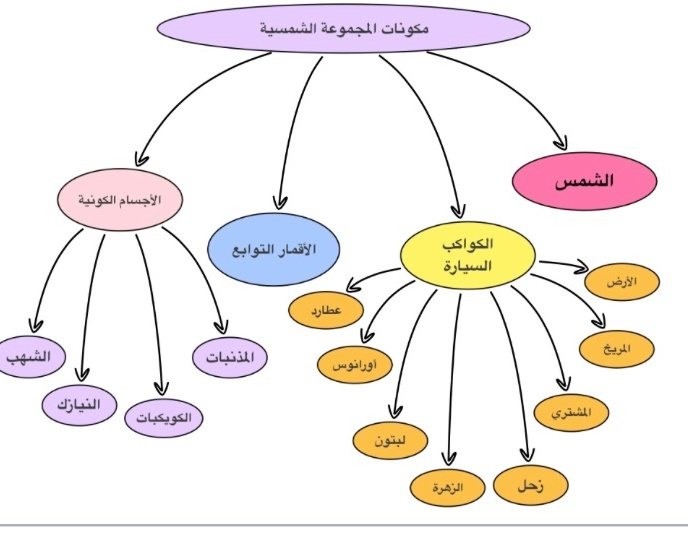 مكونات المجموعة الشمسية
الشمس
الكواكب
السيارة
الأقمار التوابع
الأجسام الكونية
الأرض
المريخ
المشتري
زحل
الزهرة
لبتون
أورانوس
عطارد
المذنبات
الكويكبات
النيازك
الشهب